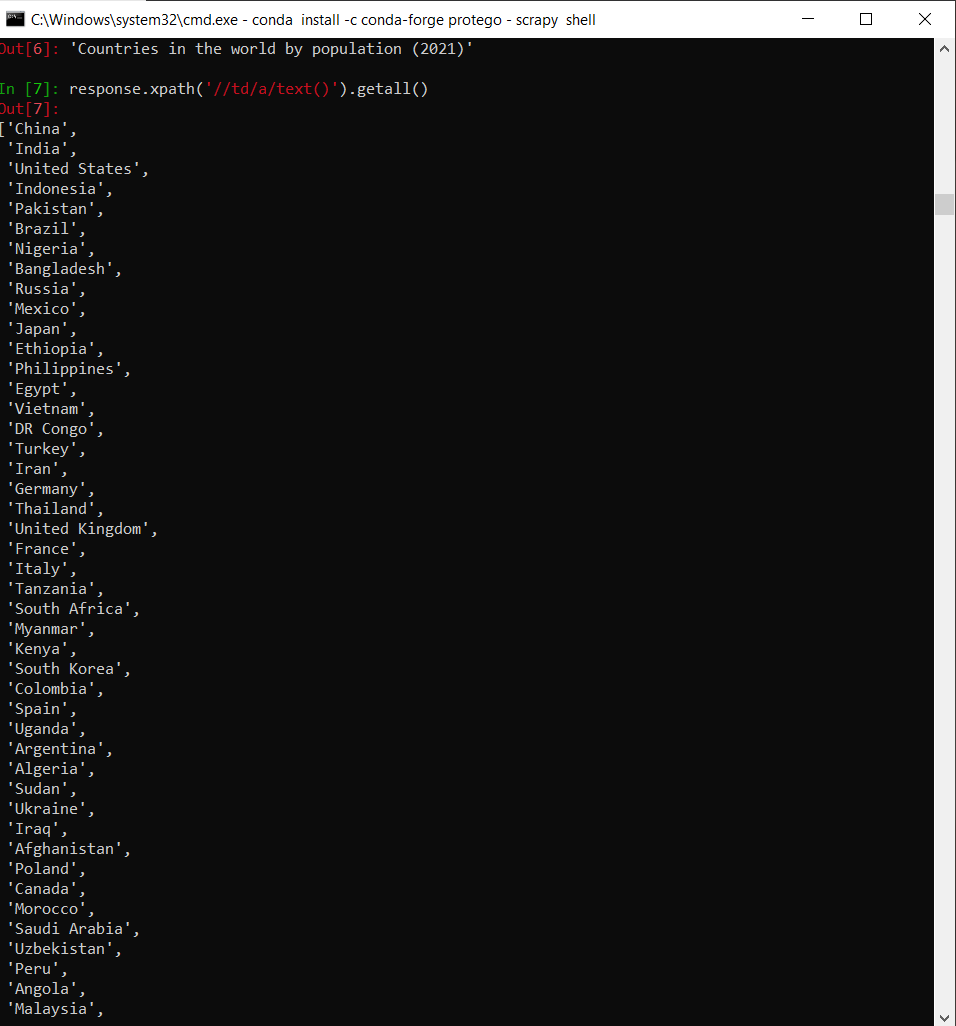 C:\Windows\system32\cmd.exe - conda  install -c conda-forge protego - scrapy  shell
Out[6]: 'Countries in the world by population (2021)'
In [7]: response.xpath('//td/a/text()').getall()
Out[7]:
['China',
'India',
'United States',
'Indonesia',
'Pakistan',
'Brazil',
'Nigeria',
'Bangladesh',
'Russia',
'Mexico',
'Japan',
'Ethiopia',
'Philippines',
'Egypt',
'Vietnam',
'DR Congo',
'Turkey',
'Iran',
'Germany',
'Thailand',
'United Kingdom',
'France',
'Italy',
'Tanzania',
'South Africa',
'Myanmar',
'Kenya',
'South Korea',
'Colombia',
'Spain',
'Uganda',
'Argentina',
'Algeria',
'Sudan',
'Ukraine',
'Iraq',
'Afghanistan',
'Poland',
'Canada',
'Morocco',
'Saudi Arabia',
'Uzbekistan',
'Peru',
'Angola',
'Malaysia',